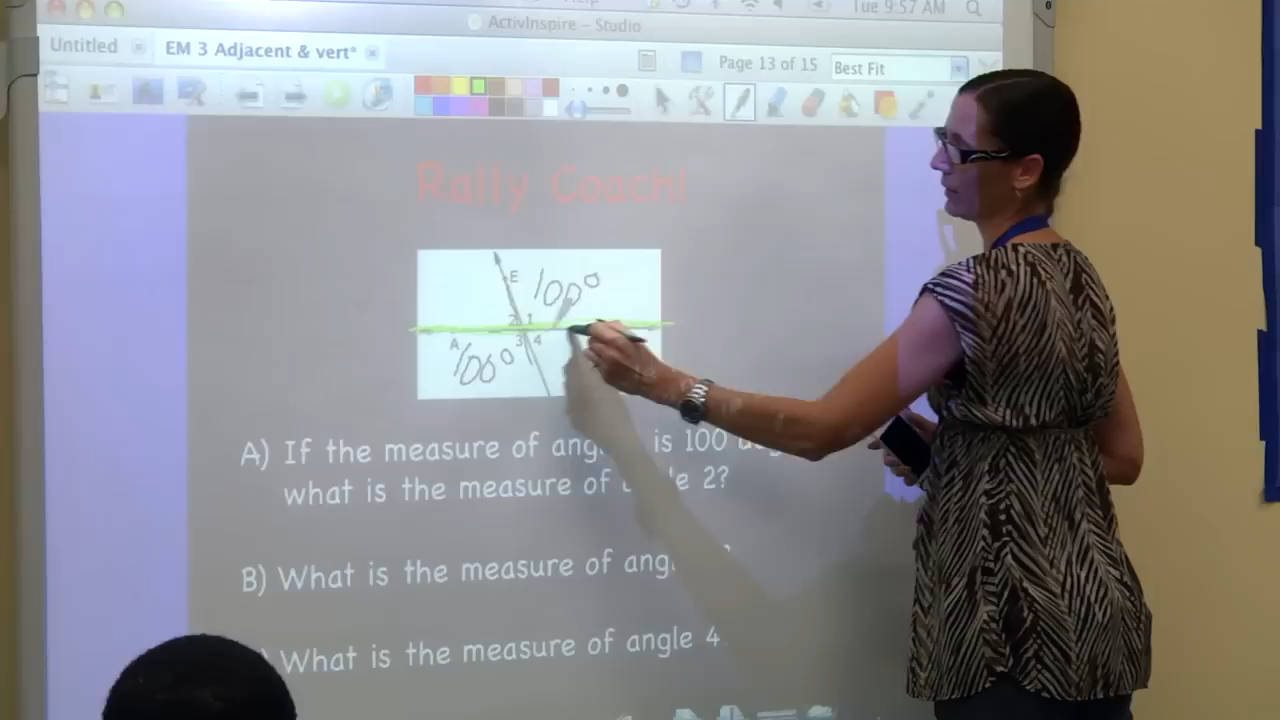 Tue 9:57 AM
ActivInspire – Studio
Untitled
EM 3 Adjacent & vert*
Page 13 of 15
Best Fit
Rally Coach!
E
100°
2 1
A
3 4
100°
A) If the measure of is 100
what is the measure of 2?
B) What is the measure of
What is the measure of angle 4